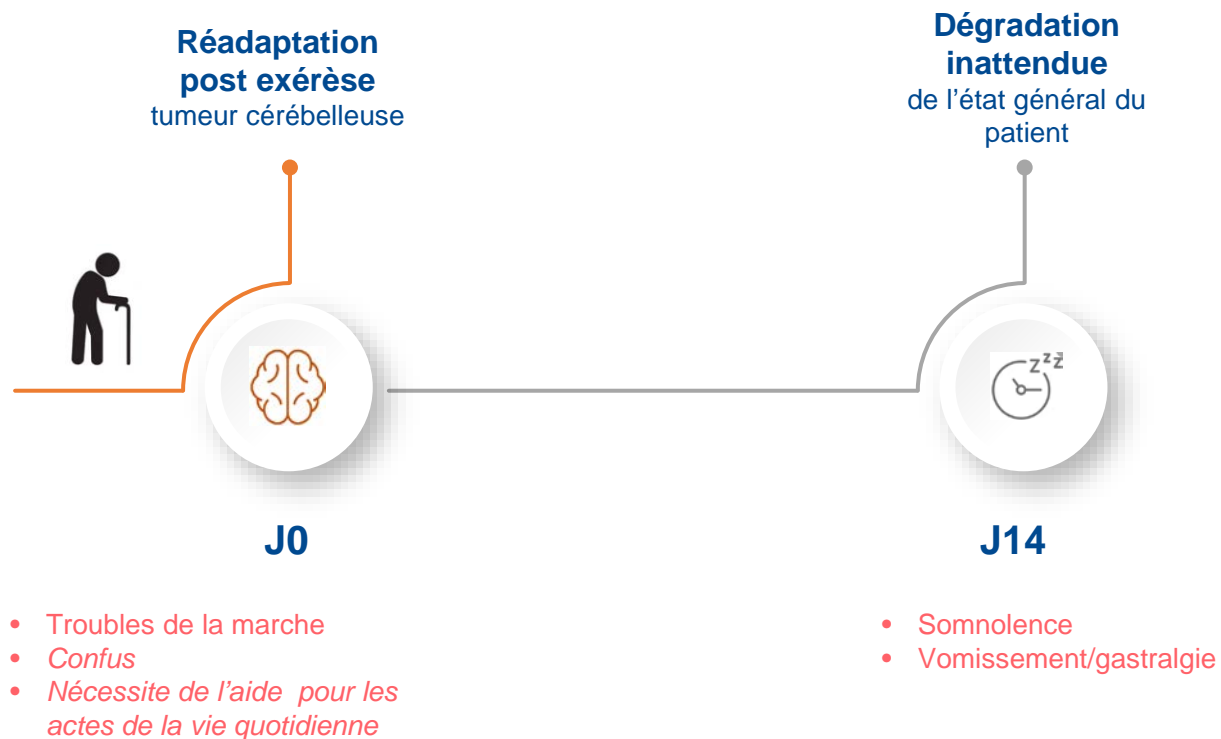 Réadaptation
post exérèse
tumeur cérébelleuse
Dégradation
inattendue
de l'état général du
patient
z z z
J0
J14
• Troubles de la marche
• Confus
• Nécessite de l'aide  pour les
actes de la vie quotidienne
• Somnolence
• Vomissement/gastralgie